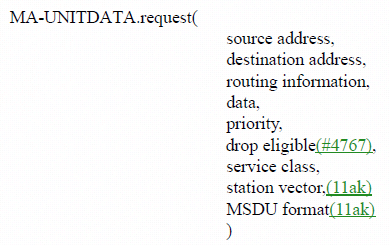 MA-UNITDATA.request(
source address,
destination address,
routing information,
data,
priority,
drop eligible(#4767),
service class,
station vector,(11ak)
MSDU format(11ak)
)